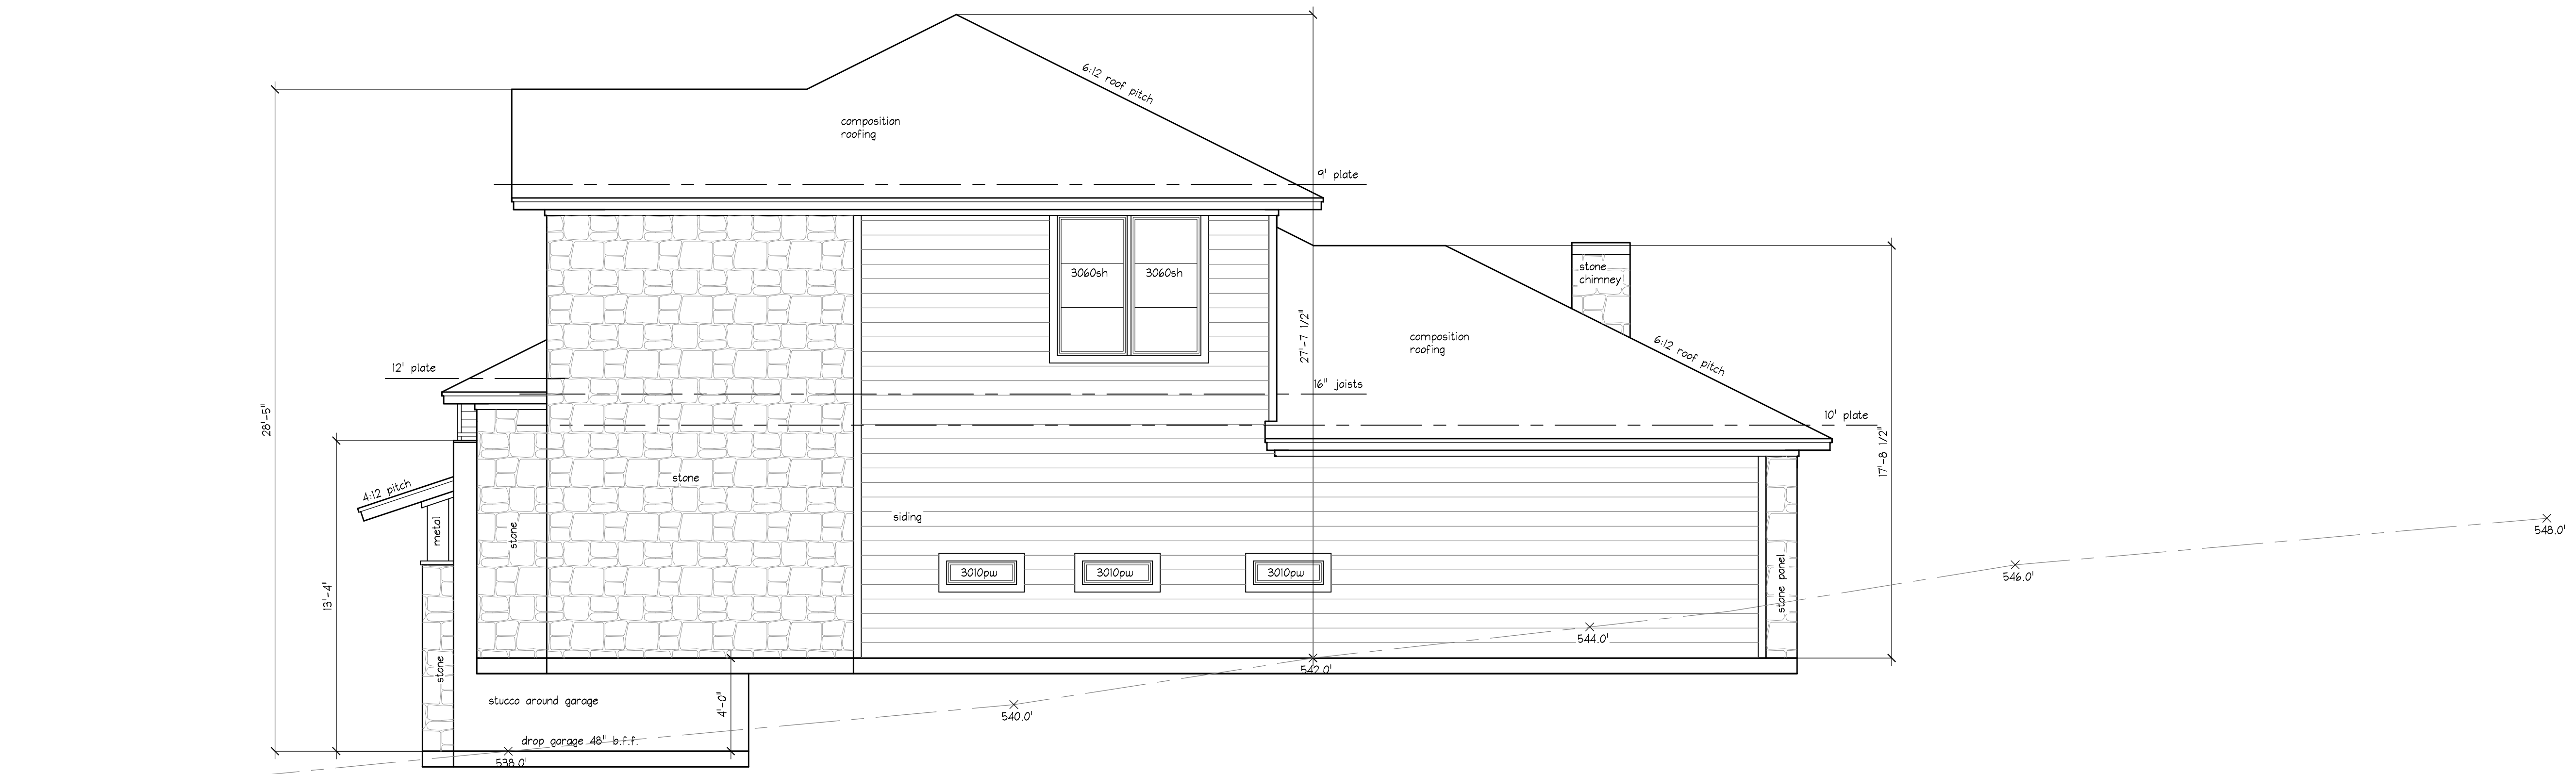 6:12 roof pitch
composition
roofing
9' plate
3060sh
3060sh
stone
chimney
27'-7 1/2"
composition
roofing
6:12 roof pitch
12' plate
16" joists
28'-5"
10' plate
17'-8 1/2"
4:12 pitch
stone
metal
stone
siding
548.0'
3010pw
3010pw
3010pw
546.0'
13'-4"
stone panel
544.0'
stone
542.0'
stucco around garage
4'-0"
540.0'
drop garage 48" b.f.f.
538.0'